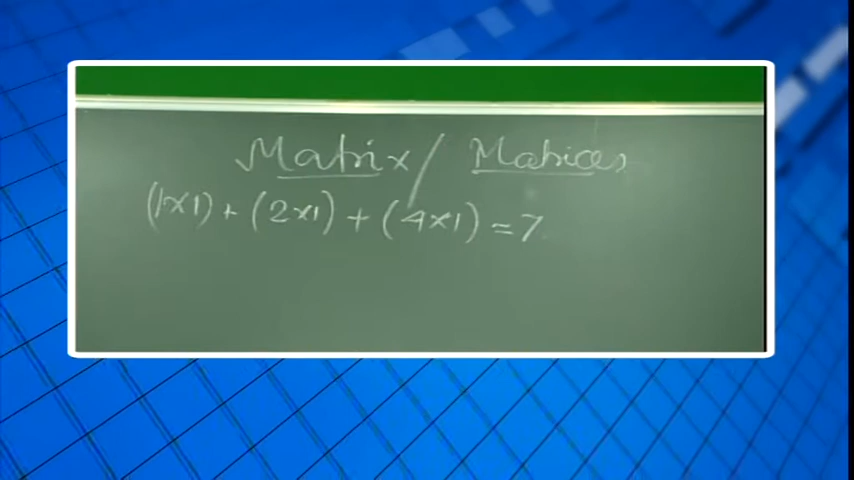 Matrix / Matrices
(1×1) + (2×1) + (4×1) = 7